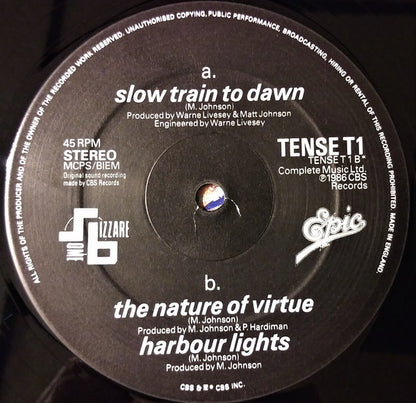 ALL RIGHTS OF THE PRODUCER AND OF THE OWNER OF THE RECORDED WORK RESERVED. UNAUTHORISED COPYING, PUBLIC PERFORMANCE, BROADCASTING, HIRING OR RENTAL OF THIS RECORDING PROHIBITED. MADE IN ENGLAND.
a.
slow train to dawn
(M. Johnson)
Produced by Warne Livesey & Matt Johnson
Engineered by Warne Livesey
45 RPM
STEREO
MCPS/BIEM
Original sound recording
made by CBS Records
TENSE T1
TENSE T 1 B*
Complete Music Ltd.
℗1986 CBS
Records
SOME BIZZARE
Epic
b.
the nature of virtue
(M. Johnson)
Produced by M. Johnson & P. Hardiman
harbour lights
(M. Johnson)
Produced by M. Johnson
CBS & ® CBS INC.